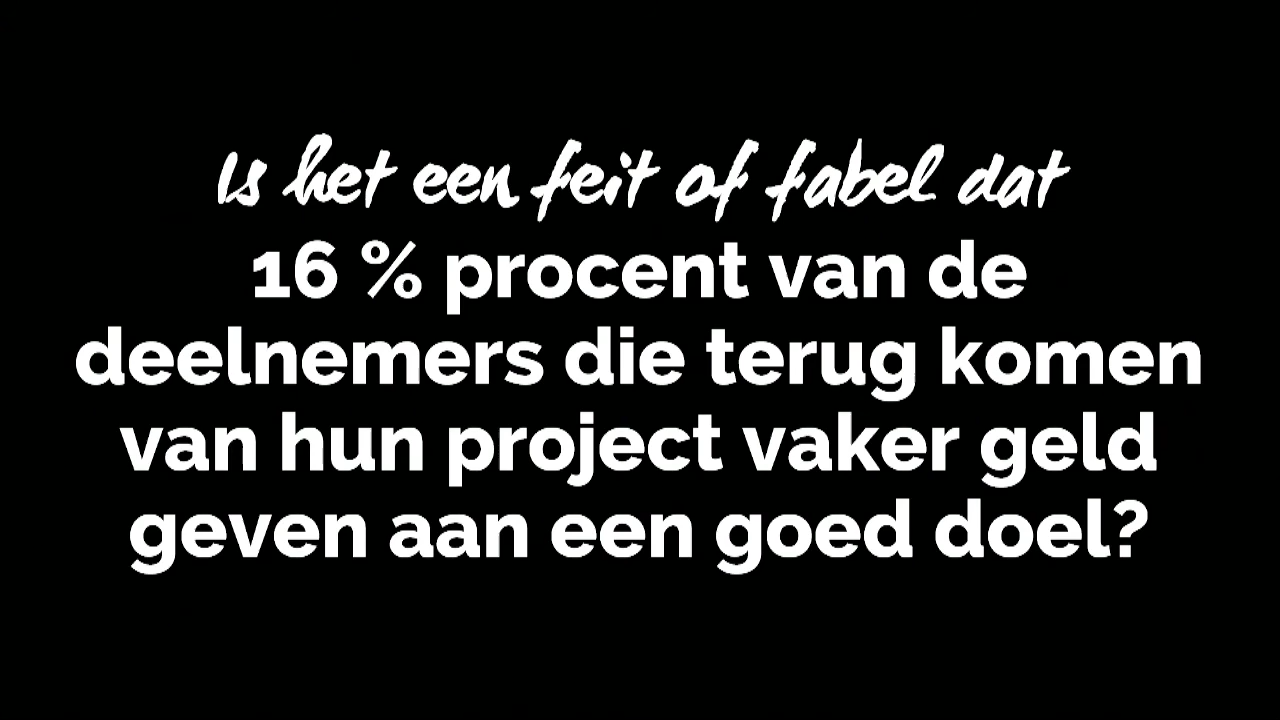 Is het een feit of fabel dat
16 % procent van de
deelnemers die terug komen
van hun project vaker geld
geven aan een goed doel?